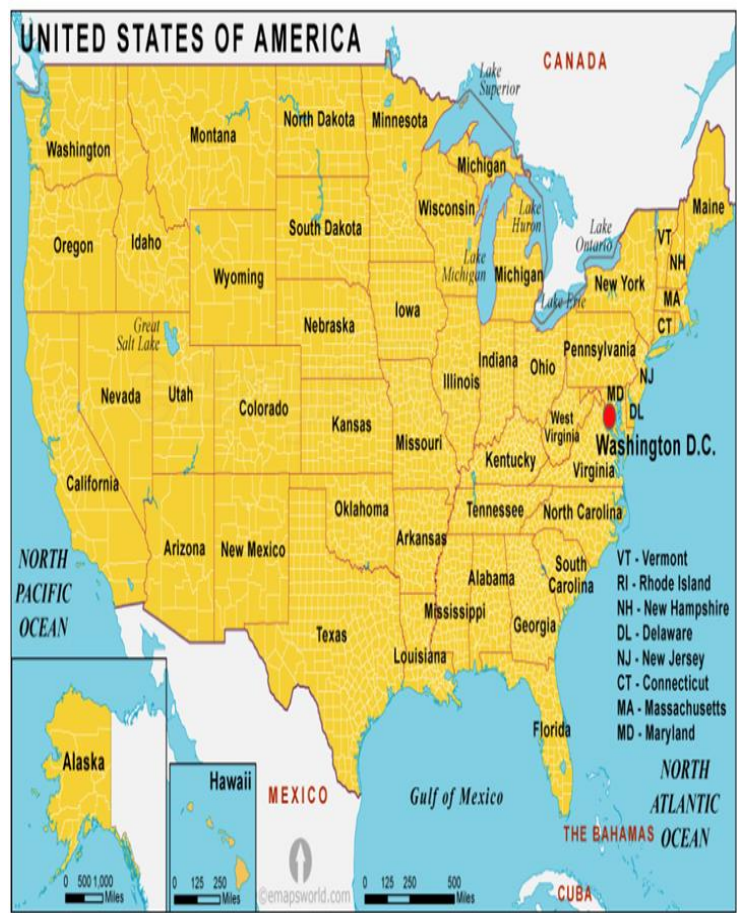 UNITED STATES OF AMERICA
CANADA
Lake
Superior
Washington
Montana
North Dakota
Minnesota
Michigan
Maine
Oregon
Idaho
South Dakota
Wisconsin
Lake
Huron
Lake
Ontario
VT
NH
Wyoming
Lake
Michigan
Michigan
New York
MA
Lake Erie
CT
Great
Salt Lake
Nebraska
Iowa
Pennsylvania
Illinois
Indiana
Ohio
NJ
Nevada
Utah
Colorado
Kansas
Missouri
West
Virginia
MD
DL
Washington D.C.
California
Kentucky
Virginia
Oklahoma
Tennessee
North Carolina
Arizona
New Mexico
Arkansas
South
Carolina
Alabama
Mississippi
Georgia
Texas
Louisiana
Florida
NORTH
PACIFIC
OCEAN
VT - Vermont
RI - Rhode Island
NH - New Hampshire
DL - Delaware
NJ - New Jersey
CT - Connecticut
MA - Massachusetts
MD - Maryland
Alaska
0 500 1,000
Miles
Hawaii
0 125 250
Miles
MEXICO
Gulf of Mexico
NORTH
ATLANTIC
OCEAN
THE BAHAMAS
CUBA
0 125 250 500
Miles
©emapsworld.com